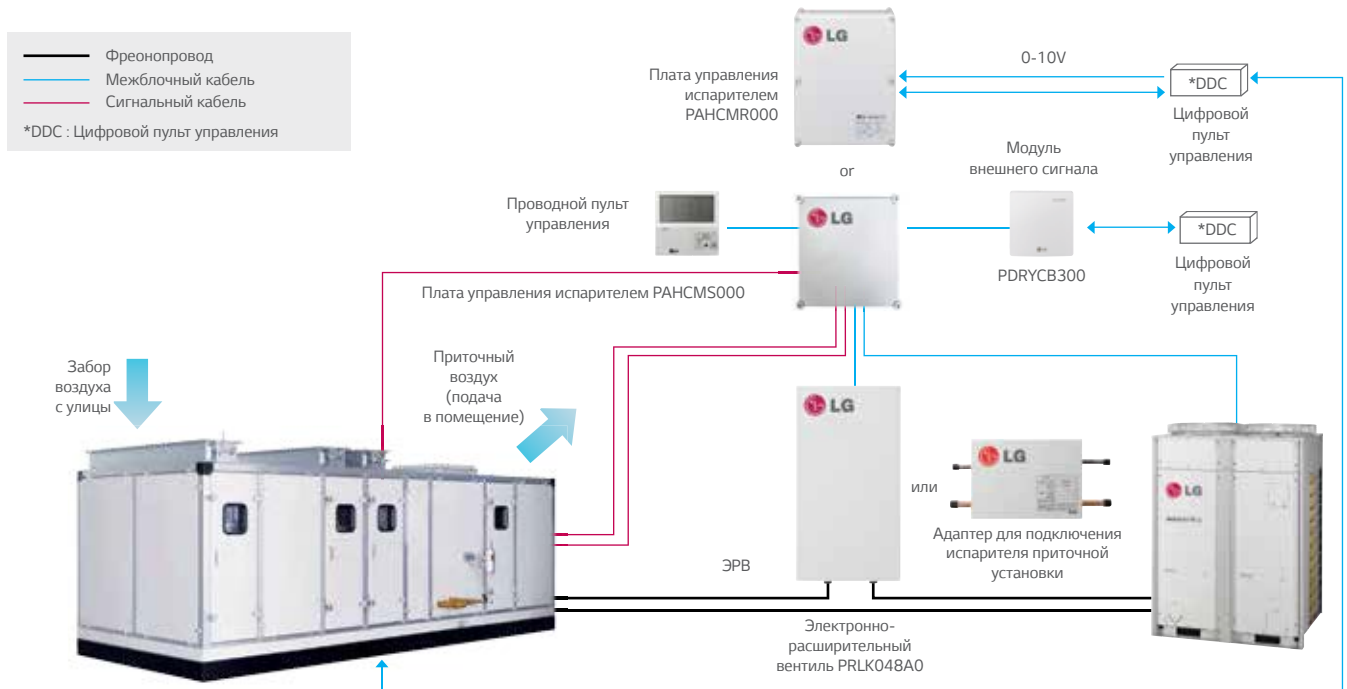 Фреонопровод
Межблочный кабель
Сигнальный кабель
*DDC : Цифровой пульт управления
LG
Плата управления
испарителем
PAHCMR000
0-10V
*DDC
Цифровой
пульт
управления
or
Модуль
внешнего сигнала
Проводной пульт
управления
LG
PDRYCB300
*DDC
Цифровой
пульт
управления
Плата управления испарителем PAHCMS000
Забор
воздуха
с улицы
Приточный
воздух
(подача
в помещение)
LG
или
LG
Адаптер для подключения
испарителя приточной
установки
LG
ЭРВ
Электронно-
расширительный
вентиль PRLK048A0